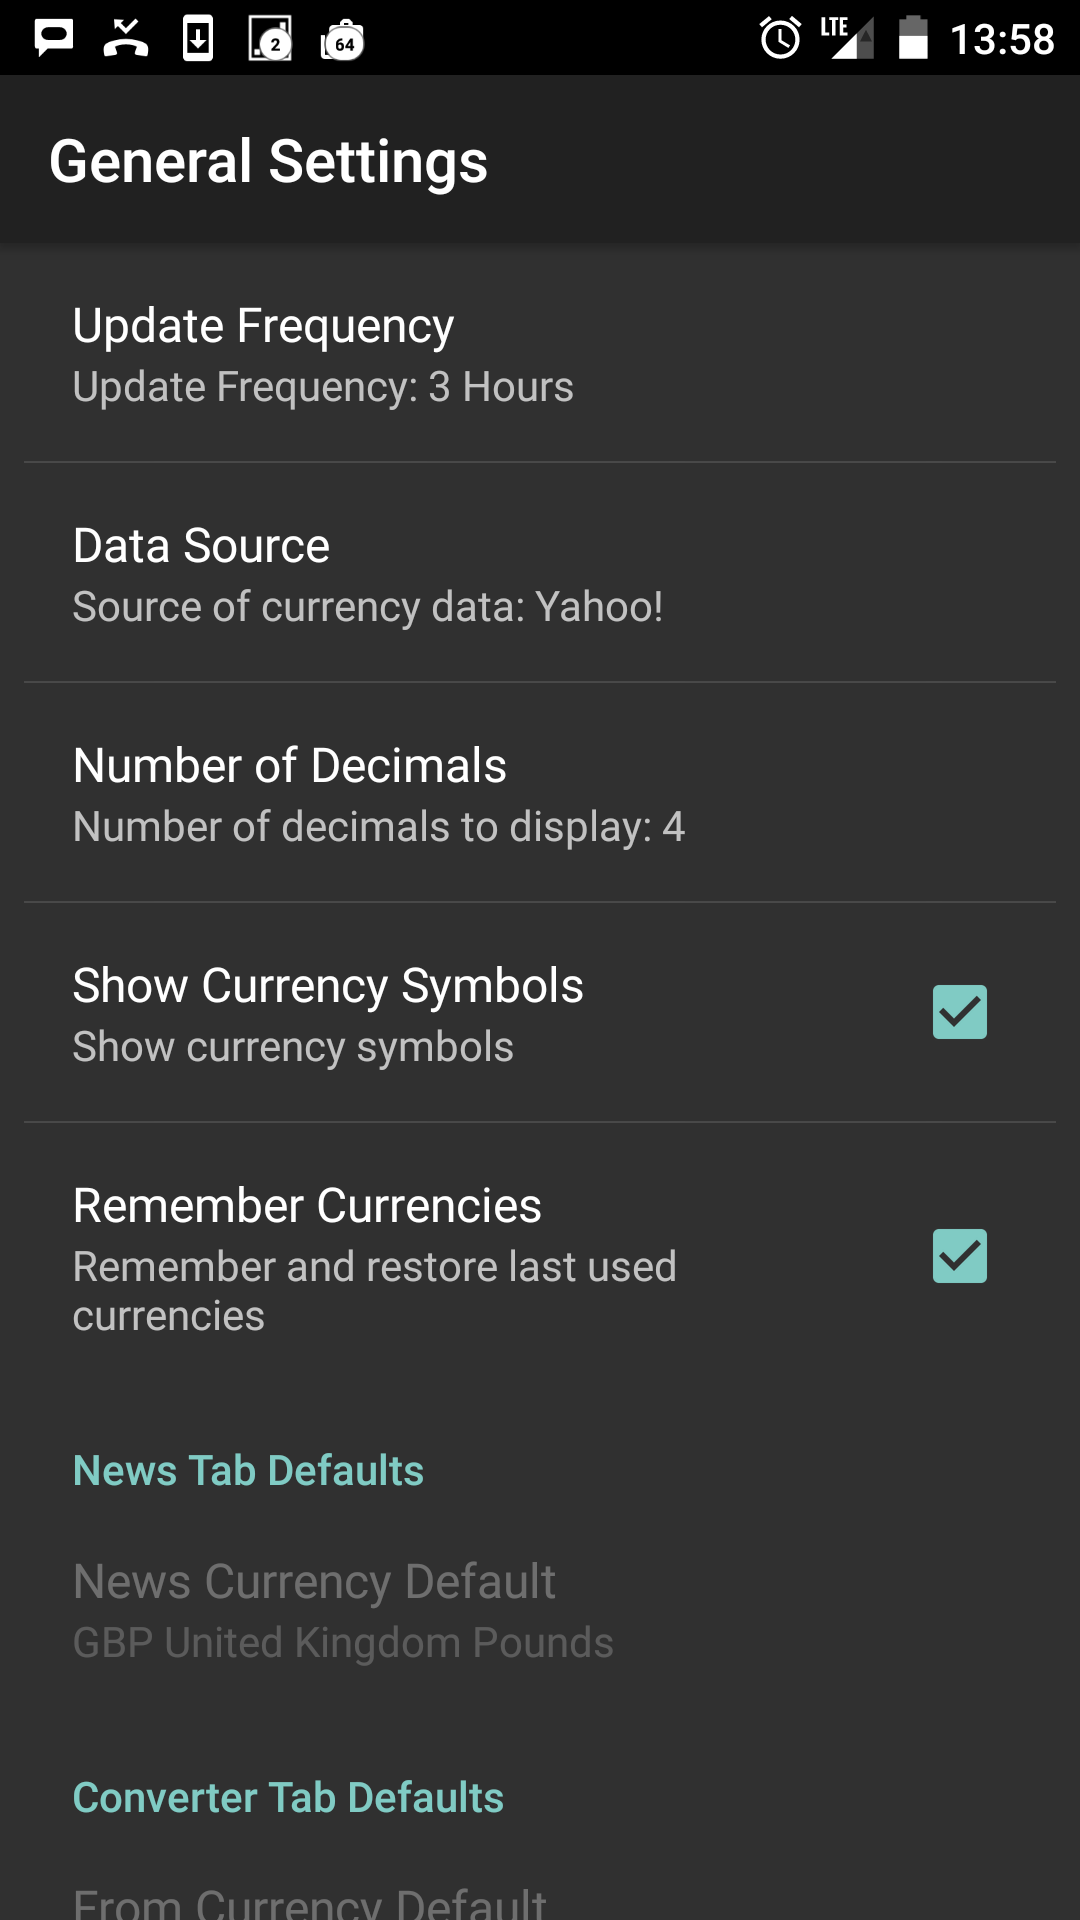 2
64
LTE
13:58
General Settings
Update Frequency
Update Frequency: 3 Hours
Data Source
Source of currency data: Yahoo!
Number of Decimals
Number of decimals to display: 4
Show Currency Symbols
Show currency symbols
Remember Currencies
Remember and restore last used
currencies
News Tab Defaults
News Currency Default
GBP United Kingdom Pounds
Converter Tab Defaults
From Currency Default